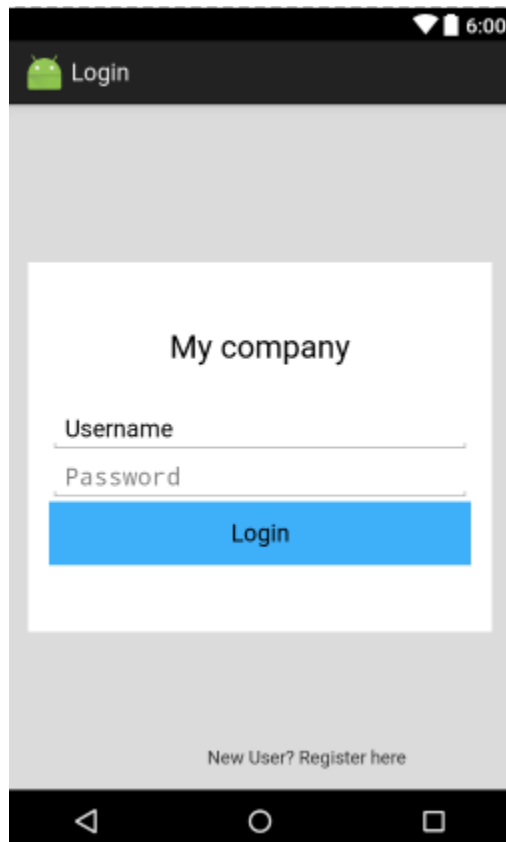 6:00
Login
My company
Username
Password
Login
New User? Register here